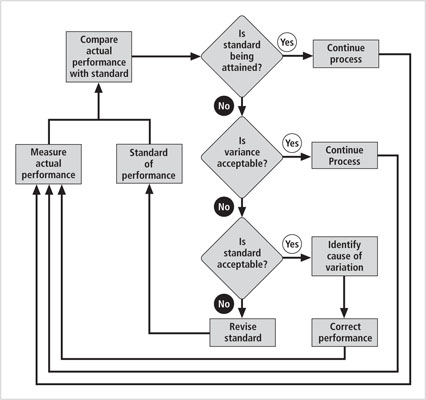 Compare
actual
performance
with standard
Is
standard
being
attained?
Yes
Continue
process
No
Measure
actual
performance
Standard
of
performance
Is
variance
acceptable?
Yes
Continue
Process
No
Is
standard
acceptable?
Yes
Identify
cause of
variation
No
Revise
standard
Correct
performance